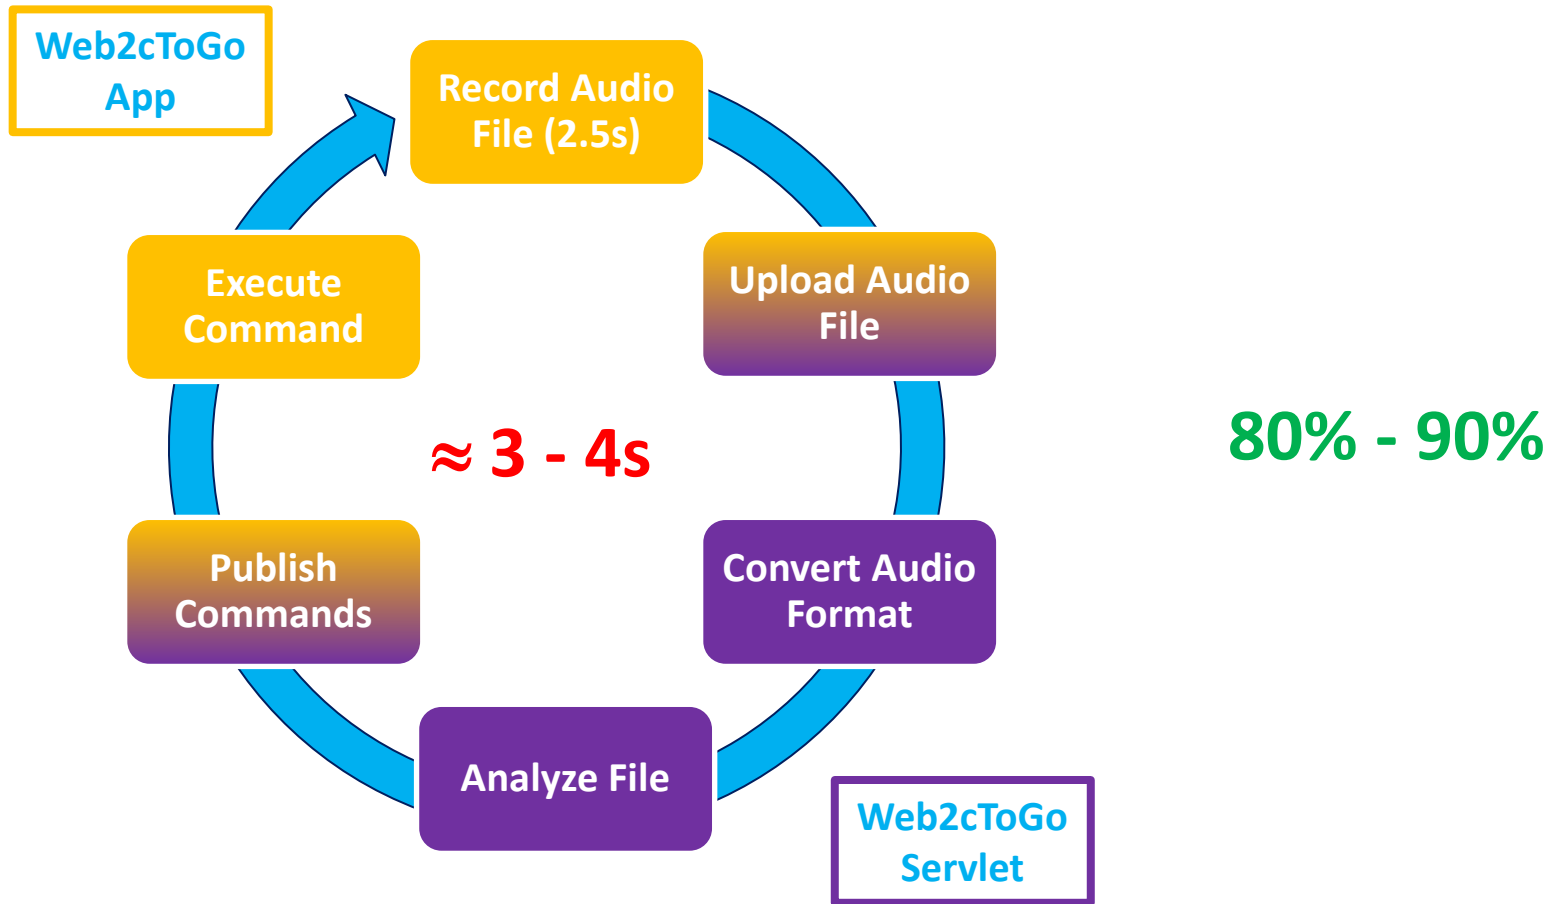 Web2cToGo
App
Record Audio
File (2.5s)
Upload Audio
File
Execute
Command
≈ 3 - 4s
80% - 90%
Publish
Commands
Convert Audio
Format
Analyze File
Web2cToGo
Servlet